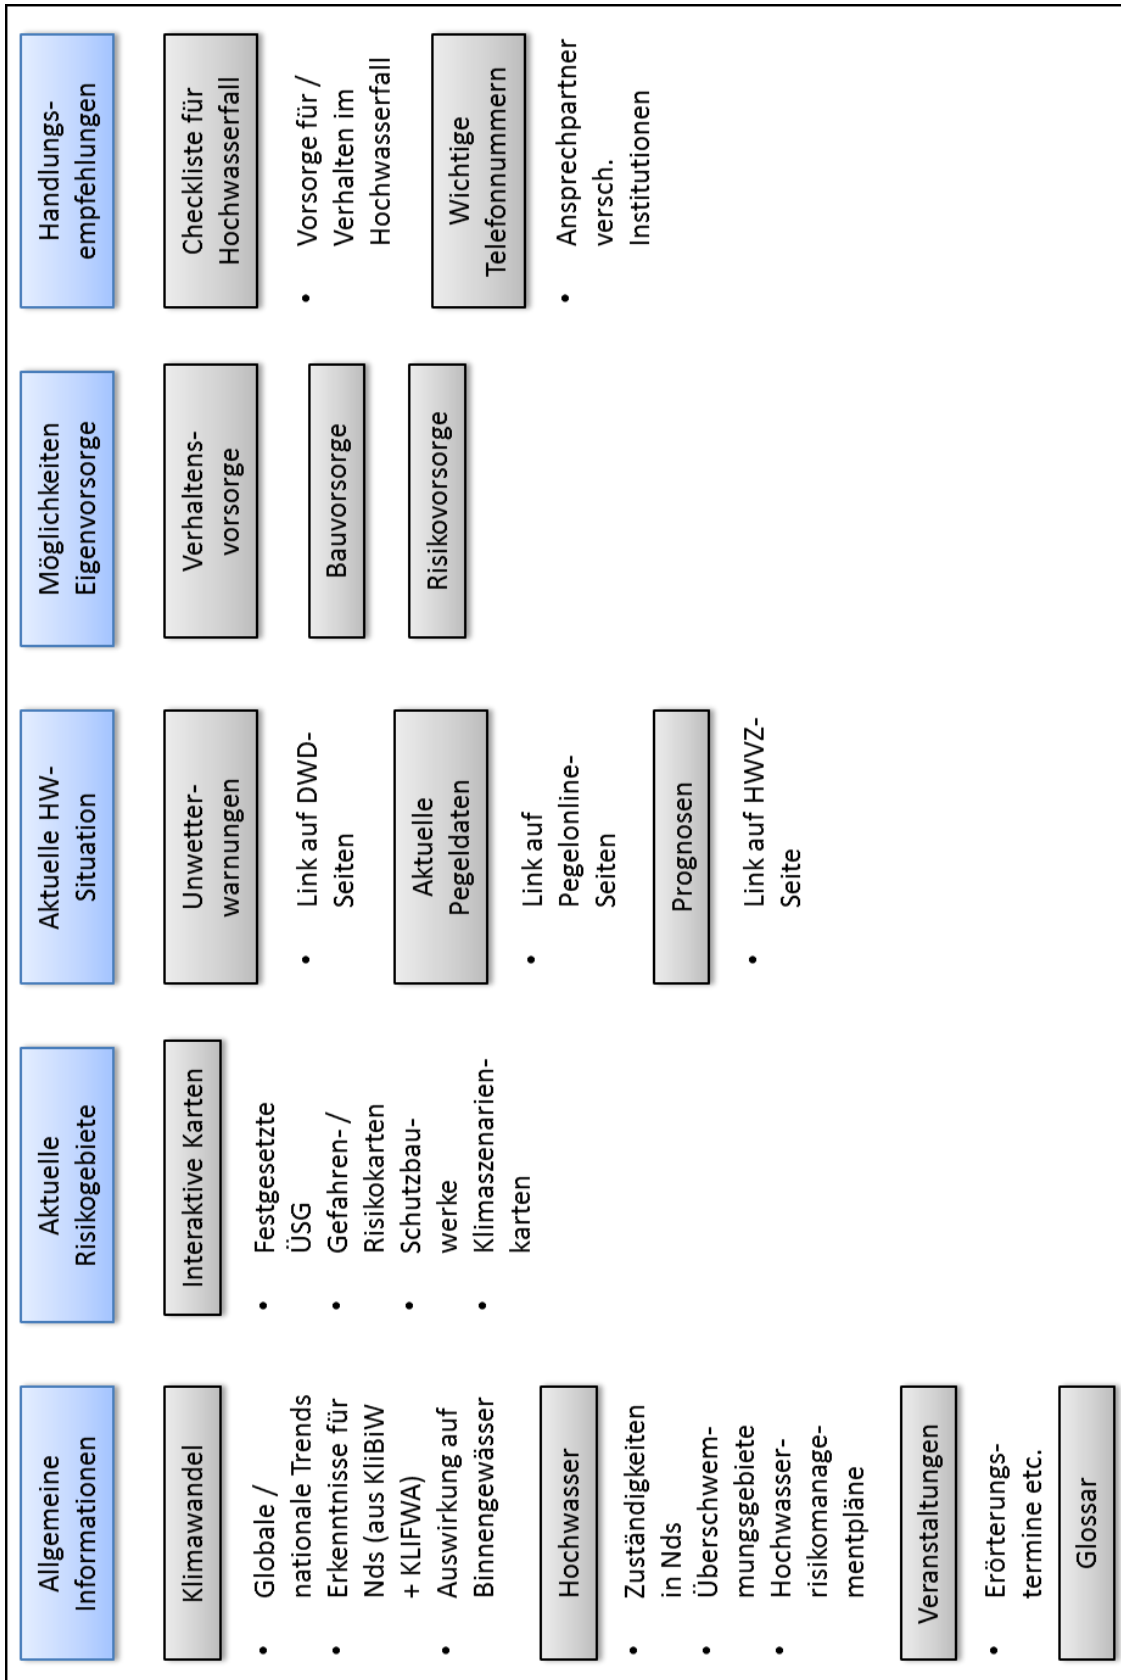 Allgemeine
Informationen
Klimawandel
• Globale /
nationale Trends
• Erkenntnisse für
Nds (aus KliBiW
+ KLIFWA)
• Auswirkung auf
Binnengewässer
Hochwasser
• Zuständigkeiten
in Nds
• Überschwem-
mungsgebiete
• Hochwasser-
risikomanage-
mentpläne
Veranstaltungen
• Erörterungs-
termine etc.
Glossar
Aktuelle
Risikogebiete
Interaktive Karten
• Festgesetzte
ÜSG
• Gefahren- /
Risikokarten
• Schutzbau-
werke
• Klimaszenarien-
karten
Aktuelle HW-
Situation
Unwetter-
warnungen
• Link auf DWD-
Seiten
Aktuelle
Pegeldaten
• Link auf
Pegelonline-
Seiten
Prognosen
• Link auf HWVZ-
Seite
Möglichkeiten
Eigenvorsorge
Verhaltens-
vorsorge
Bauvorsorge
Risikovorsorge
Handlungs-
empfehlungen
Checkliste für
Hochwasserfall
• Vorsorge für /
Verhalten im
Hochwasserfall
Wichtige
Telefonnummern
• Ansprechpartner
versch.
Institutionen